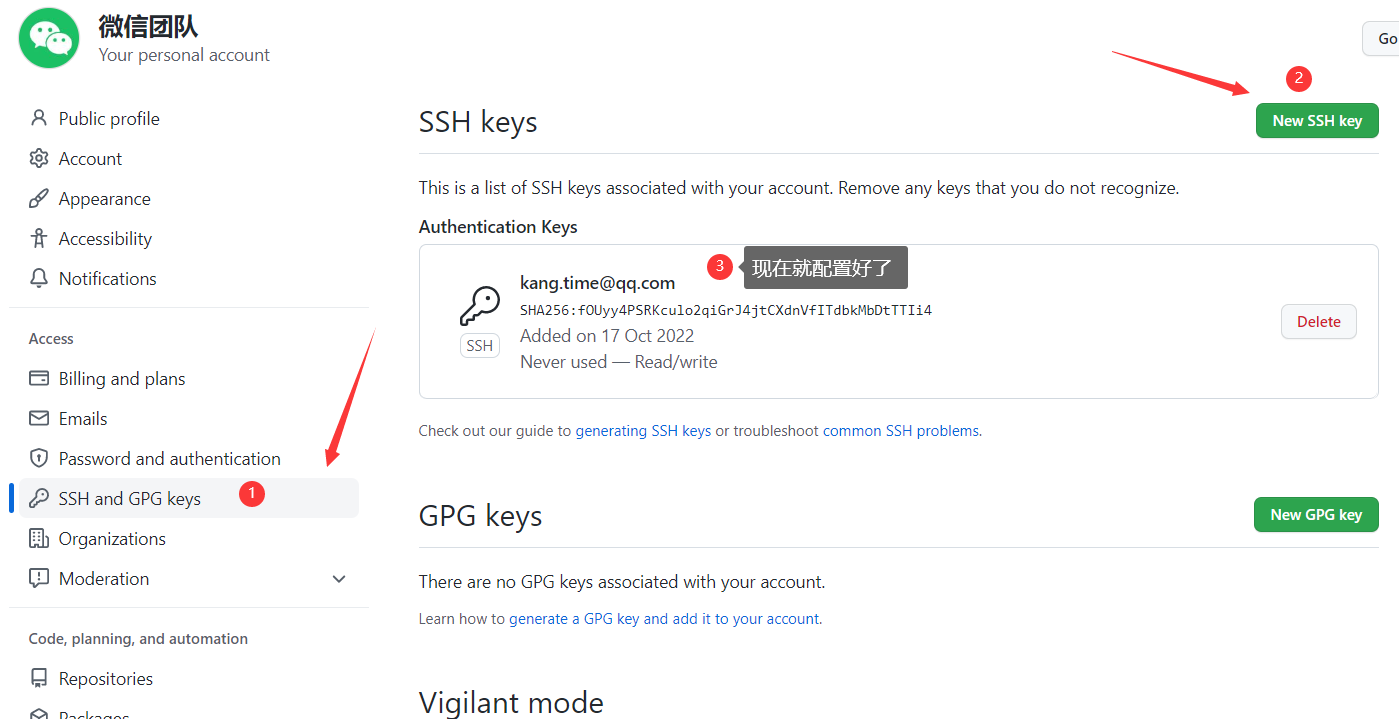 微信团队
Your personal account
Go
Public profile
Account
Appearance
Accessibility
Notifications
Access
Billing and plans
Emails
Password and authentication
SSH and GPG keys
1
Organizations
Moderation
Code, planning, and automation
Repositories
Packages
2
SSH keys
New SSH key
This is a list of SSH keys associated with your account. Remove any keys that you do not recognize.
Authentication Keys
3
现在就配置好了
kang.time@qq.com
SHA256:fOUyy4PSRKculo2qiGrJ4jtCXdnVfITdbkMbDtTTIi4
SSH
Added on 17 Oct 2022
Never used — Read/write
Delete
Check out our guide to generating SSH keys or troubleshoot common SSH problems.
GPG keys
New GPG key
There are no GPG keys associated with your account.
Learn how to generate a GPG key and add it to your account.
Vigilant mode